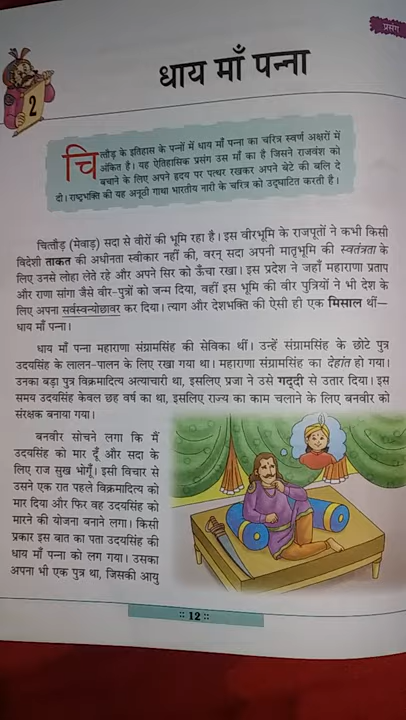 प्रसंग
धाय माँ पन्ना
2
चित्तौड़ के इतिहास के पन्नों में धाय माँ पन्ना का चरित्र स्वर्ण अक्षरों में
अंकित है। यह ऐतिहासिक प्रसंग उस माँ का है जिसने राजवंश को
बचाने के लिए अपने हृदय पर पत्थर रखकर अपने बेटे की बलि दे
दी। राष्ट्रभक्ति की यह अनूठी गाथा भारतीय नारी के चरित्र को उद्घाटित करती है।
चित्तौड़ (मेवाड़) सदा से वीरों की भूमि रहा है। इस वीरभूमि के राजपूतों ने कभी किसी
विदेशी ताकत की अधीनता स्वीकार नहीं की, वरन् सदा अपनी मातृभूमि की स्वतंत्रता के
लिए उनसे लोहा लेते रहे और अपने सिर को ऊँचा रखा। इस प्रदेश ने जहाँ महाराणा प्रताप
और राणा सांगा जैसे वीर-पुत्रों को जन्म दिया, वहीं इस भूमि की वीर पुत्रियों ने भी देश के
लिए अपना सर्वस्वन्योछावर कर दिया। त्याग और देशभक्ति की ऐसी ही एक मिसाल थीं—
धाय माँ पन्ना।
धाय माँ पन्ना महाराणा संग्रामसिंह की सेविका थीं। उन्हें संग्रामसिंह के छोटे पुत्र
उदयसिंह के लालन-पालन के लिए रखा गया था। महाराणा संग्रामसिंह का देहांत हो गया।
उनका बड़ा पुत्र विक्रमादित्य अत्याचारी था, इसलिए प्रजा ने उसे गद्दी से उतार दिया। इस
समय उदयसिंह केवल छह वर्ष का था, इसलिए राज्य का काम चलाने के लिए बनवीर को
संरक्षक बनाया गया।
बनवीर सोचने लगा कि मैं
उदयसिंह को मार दूँ और सदा के
लिए राज सुख भोगूँ। इसी विचार से
उसने एक रात पहले विक्रमादित्य को
मार दिया और फिर वह उदयसिंह को
मारने की योजना बनाने लगा। किसी
प्रकार इस बात का पता उदयसिंह की
धाय माँ पन्ना को लग गया। उसका
अपना भी एक पुत्र था, जिसकी आयु
:: 12 ::